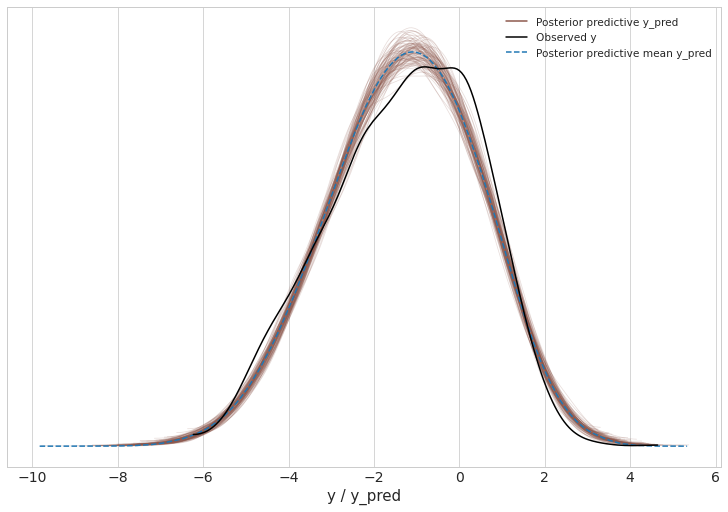 Posterior predictive y_pred
Observed y
Posterior predictive mean y_pred
−10 −8 −6 −4 −2 0 2 4 6
y / y_pred